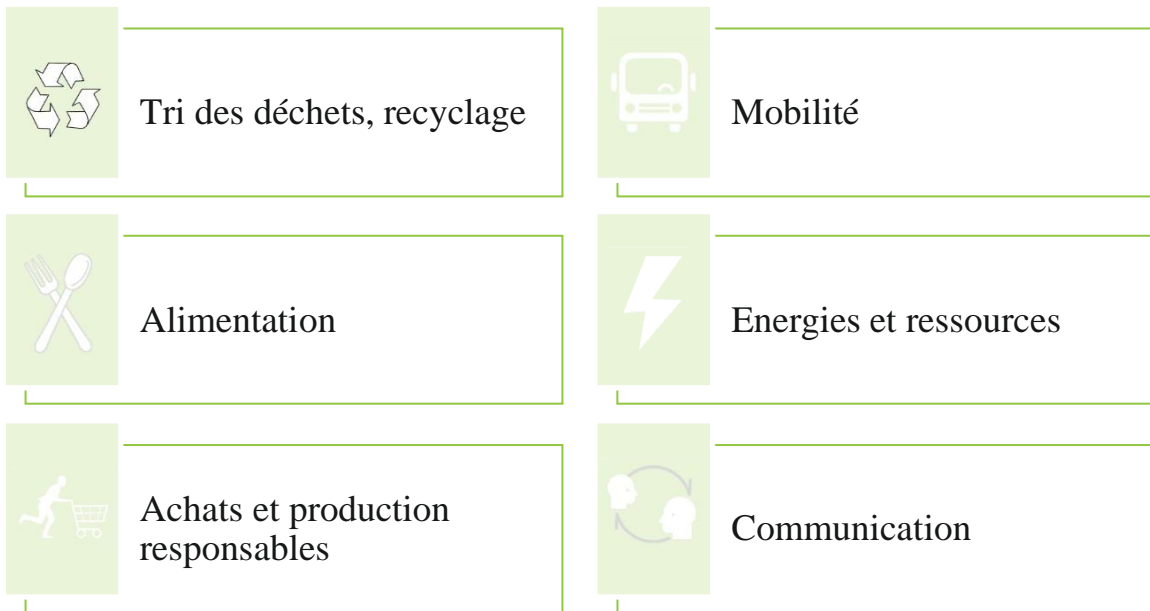 Tri des déchets, recyclage
Mobilité
Alimentation
Energies et ressources
Achats et production
responsables
Communication